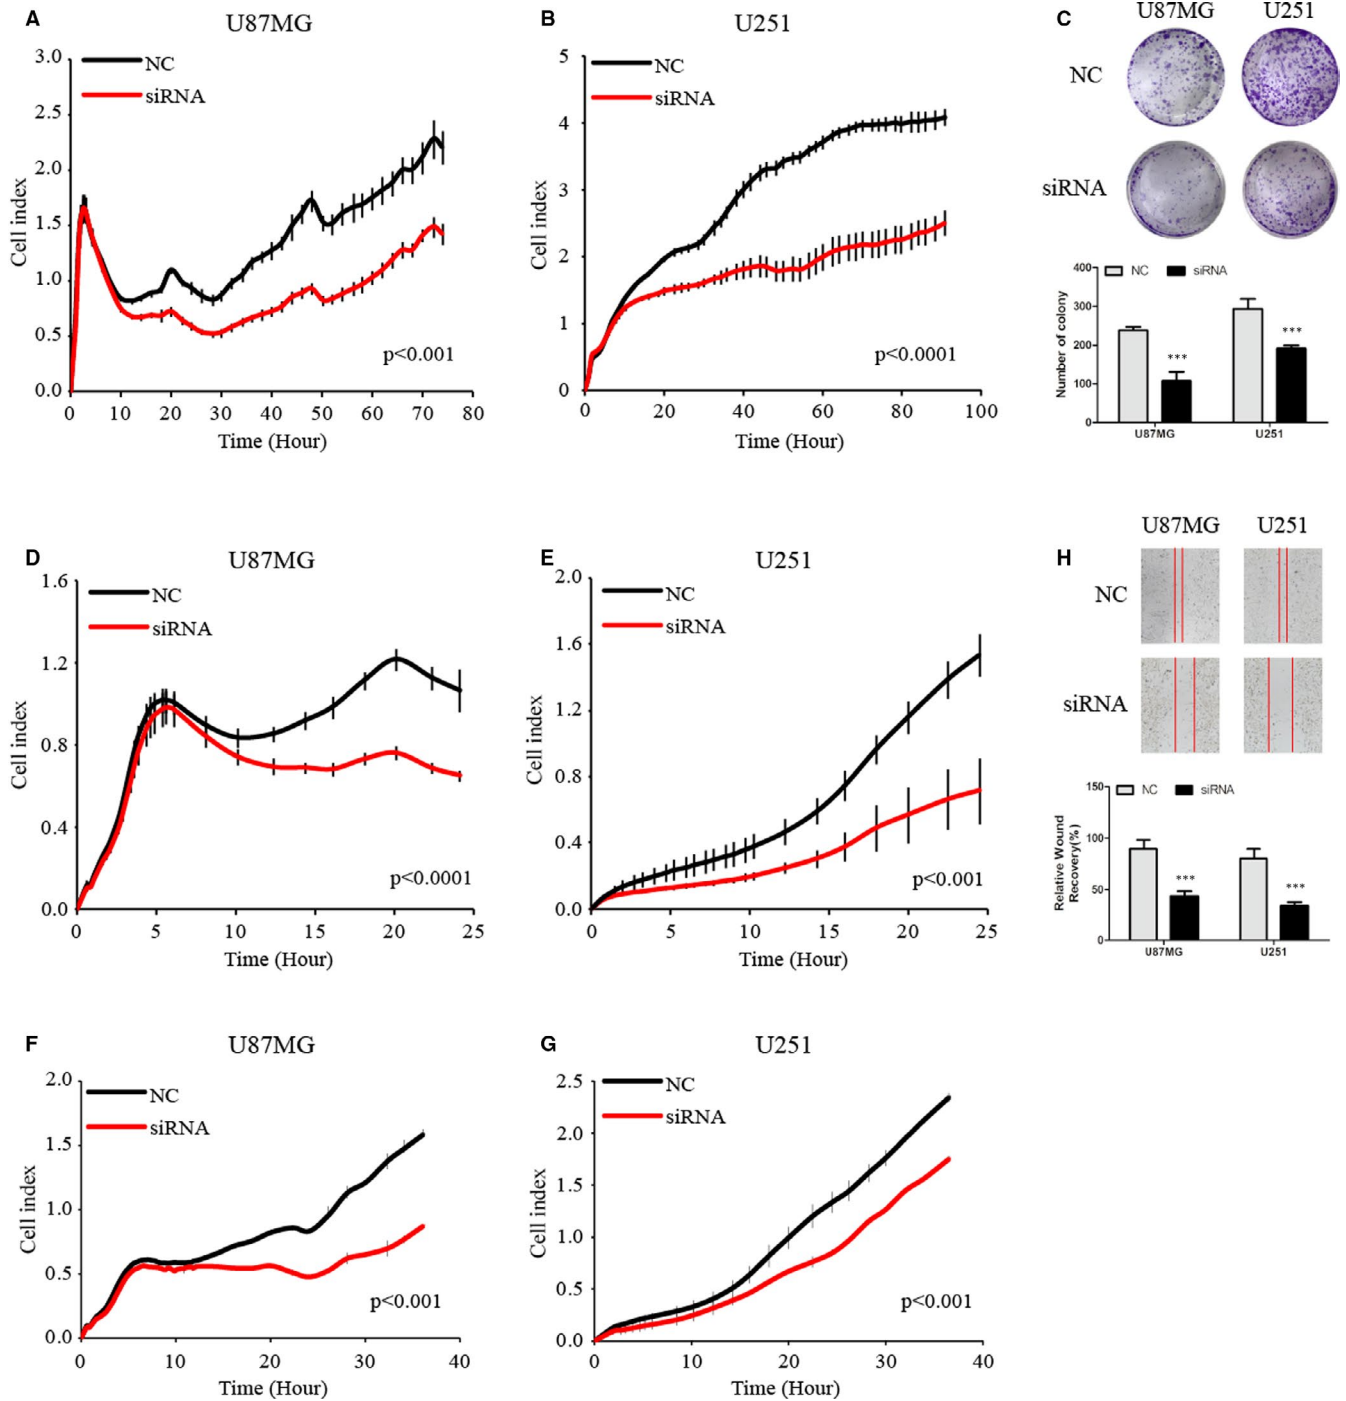 A
U87MG
3.0
2.5
2.0
1.5
1.0
0.5
0.0
Cell index
NC
siRNA
p<0.001
0 10 20 30 40 50 60 70 80
Time (Hour)
B
U251
5
4
3
2
1
0
Cell index
NC
siRNA
p<0.0001
0 20 40 60 80 100
Time (Hour)
C
U87MG U251
NC
siRNA
400
300
200
100
0
Number of colony
NC siRNA
***
***
U87MG U251
D
U87MG
1.6
1.2
0.8
0.4
0.0
Cell index
NC
siRNA
p<0.0001
0 5 10 15 20 25
Time (Hour)
E
U251
2.0
1.6
1.2
0.8
0.4
0.0
Cell index
NC
siRNA
p<0.001
0 5 10 15 20 25
Time (Hour)
H
U87MG U251
NC
siRNA
150
100
50
0
Relative Wound
Recovery(%)
NC siRNA
***
***
U87MG U251
F
U87MG
2.0
1.5
1.0
0.5
0.0
Cell index
NC
siRNA
p<0.001
0 10 20 30 40
Time (Hour)
G
U251
2.5
2.0
1.5
1.0
0.5
0.0
Cell index
NC
siRNA
p<0.001
0 10 20 30 40
Time (Hour)